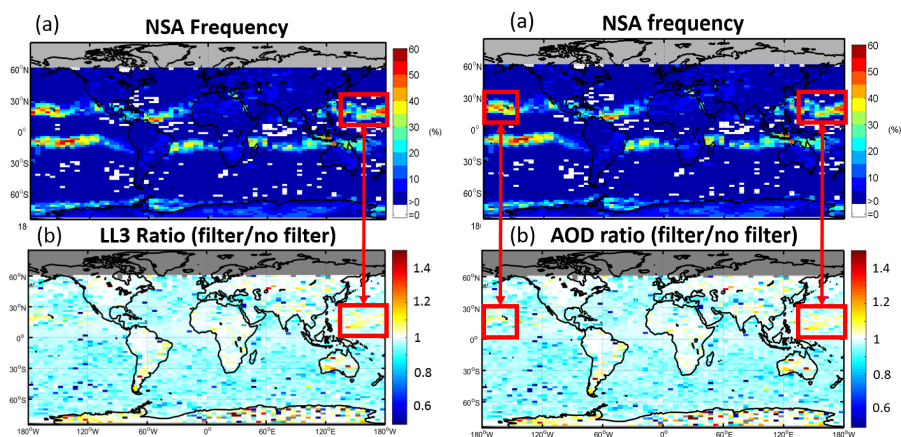 (a) NSA Frequency
60°N
30°N
0°
30°S
60°S
18
60
50
40
30
20
10
>0
=0
(%)
(b) LL3 Ratio (filter/no filter)
60°N
30°N
0°
30°S
60°S
180°W 120°W 60°W 0° 60°E 120°E 180°W
1.4
1.2
1
0.8
0.6
(a) NSA frequency
60°N
30°N
0°
30°S
60°S
18
60
50
40
30
20
10
>0
=0
(%)
(b) AOD ratio (filter/no filter)
60°N
30°N
0°
30°S
60°S
180°W 120°W 60°W 0° 60°E 120°E 180°W
1.4
1.2
1
0.8
0.6